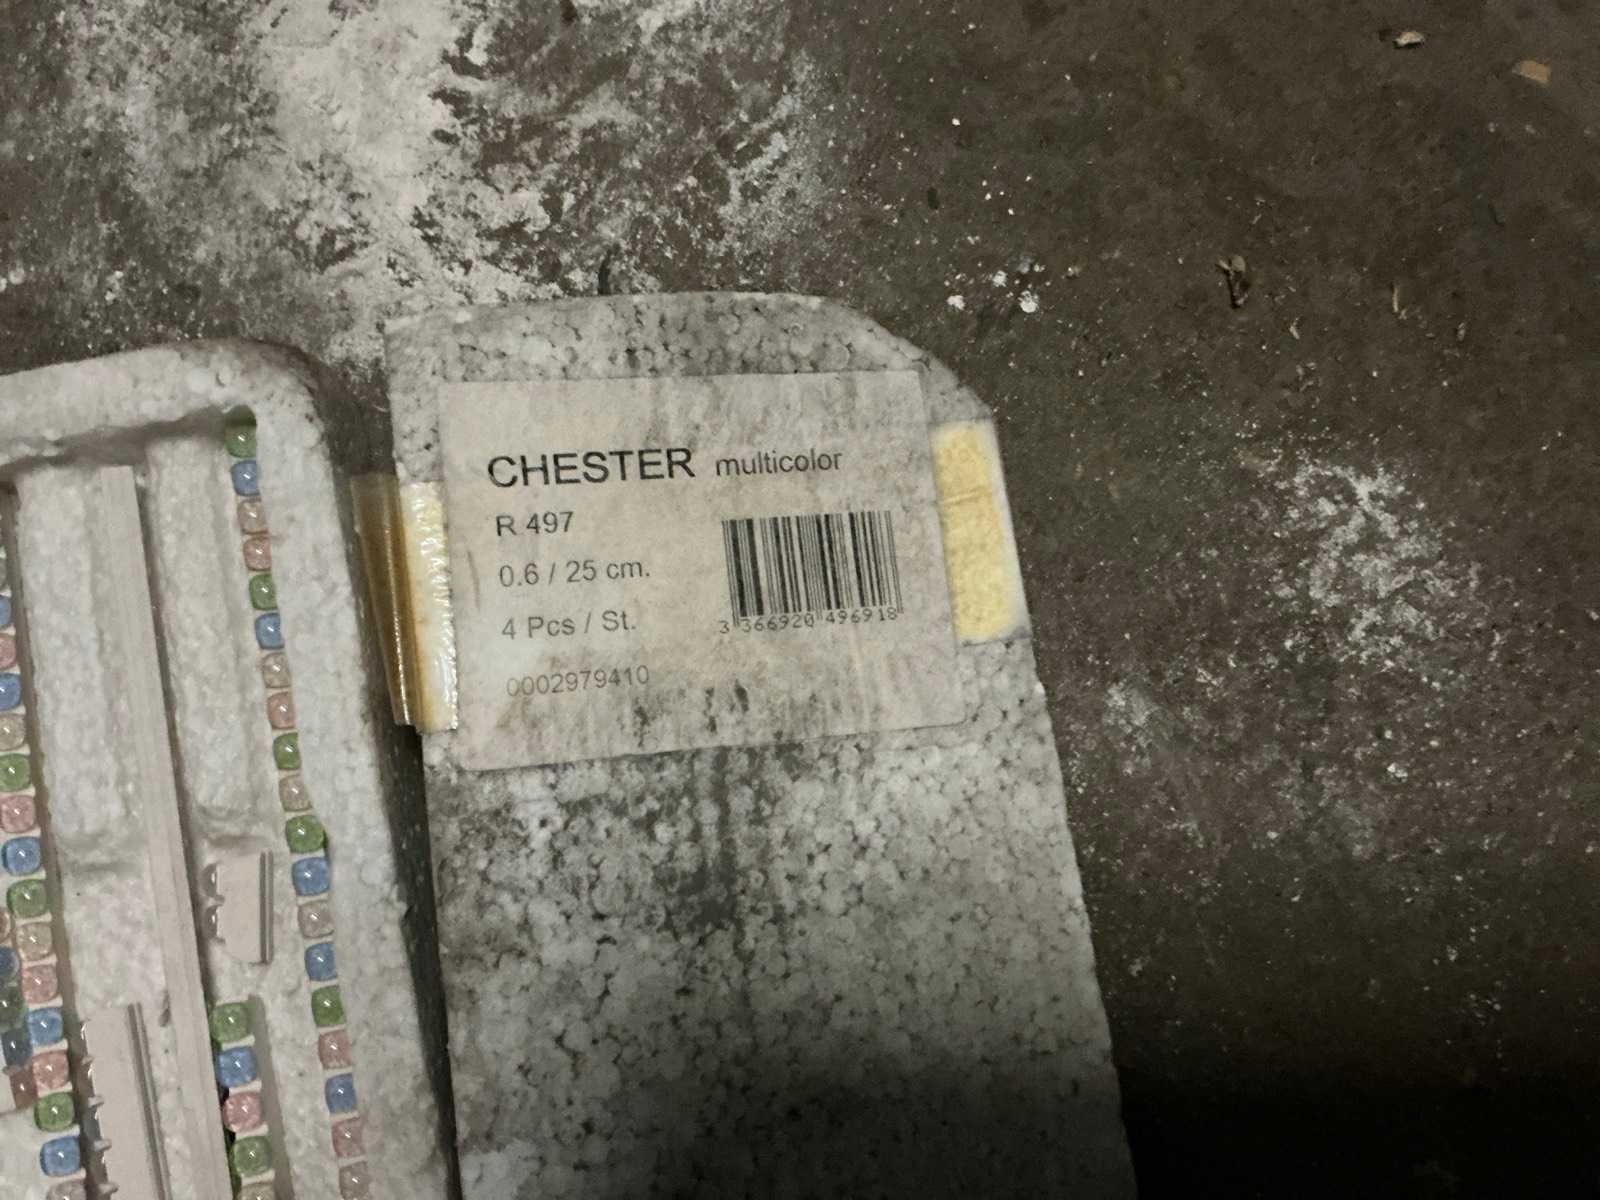 CHESTER multicolor
R 497
0.6 / 25 cm.
4 Pcs / St.
3 366920 496918
0002979410